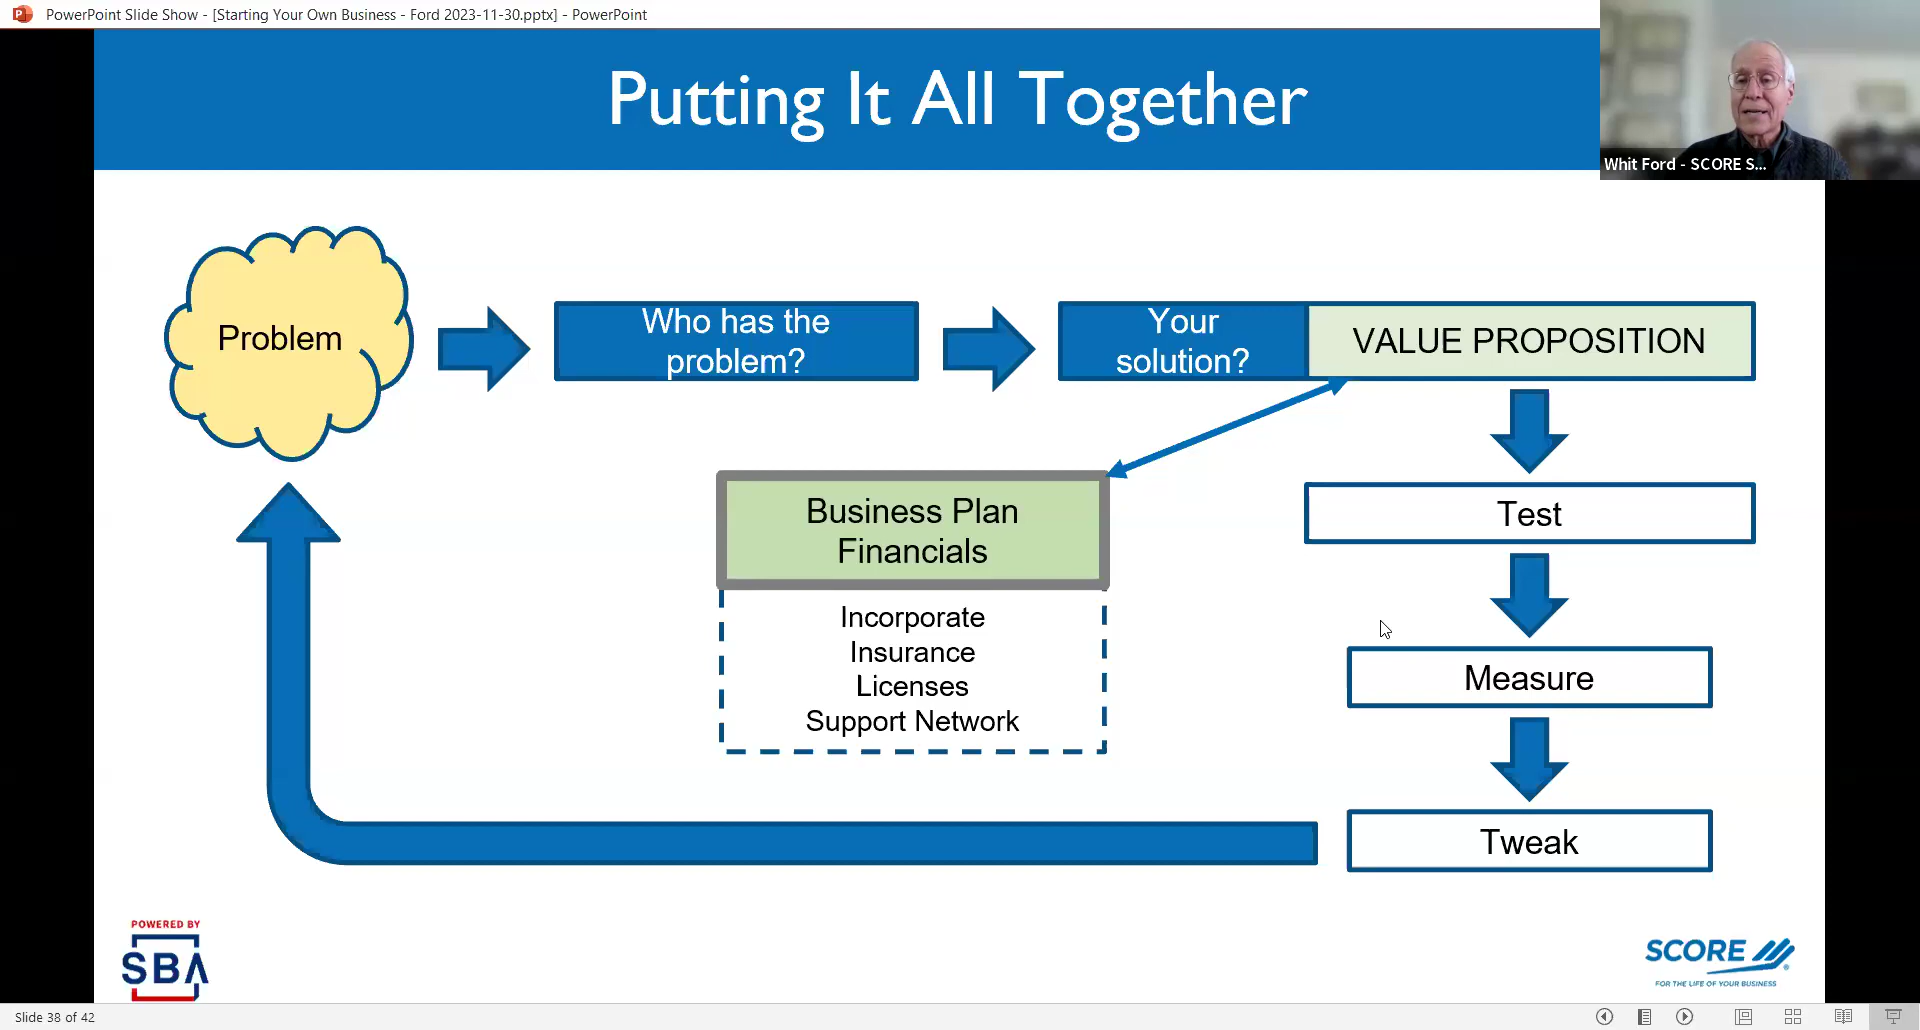 PowerPoint Slide Show - [Starting Your Own Business - Ford 2023-11-30.pptx] - PowerPoint
Putting It All Together
Whit Ford - SCORE S...
Problem
Who has the
problem?
Your
solution?
VALUE PROPOSITION
Business Plan
Financials
Incorporate
Insurance
Licenses
Support Network
Test
Measure
Tweak
POWERED BY
SBA
SCORE
FOR THE LIFE OF YOUR BUSINESS
Slide 38 of 42